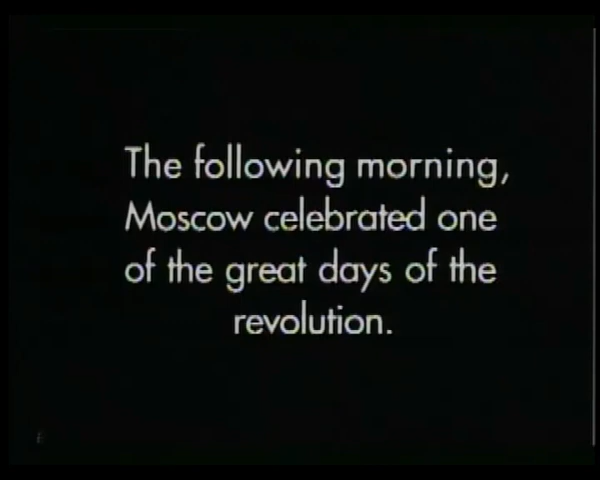 The following morning,
Moscow celebrated one
of the great days of the
revolution.